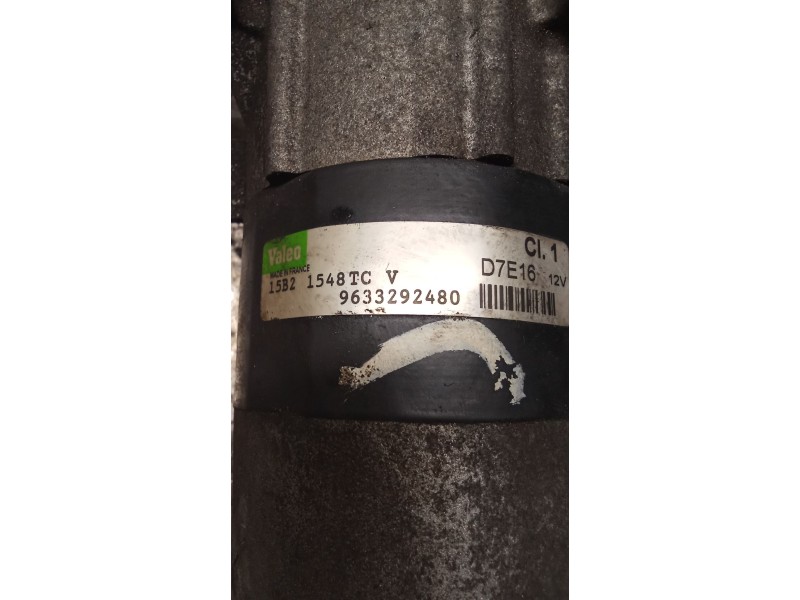 Valeo
MADE IN FRANCE
15B2 1548TC V
9633292480
Cl. 1
D7E16 12V